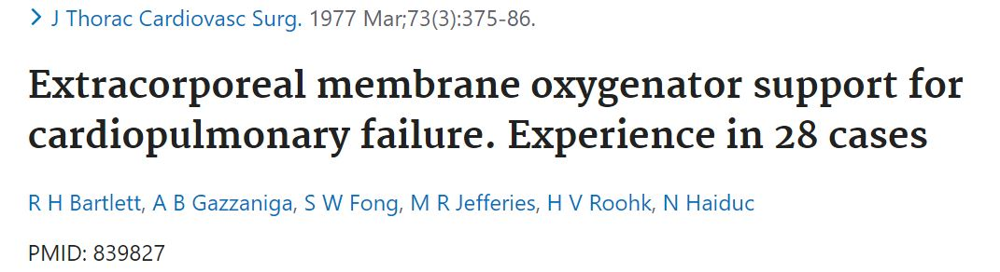 J Thorac Cardiovasc Surg. 1977 Mar;73(3):375-86.
Extracorporeal membrane oxygenator support for
cardiopulmonary failure. Experience in 28 cases
R H Bartlett, A B Gazzaniga, S W Fong, M R Jefferies, H V Roohk, N Haiduc
PMID: 839827